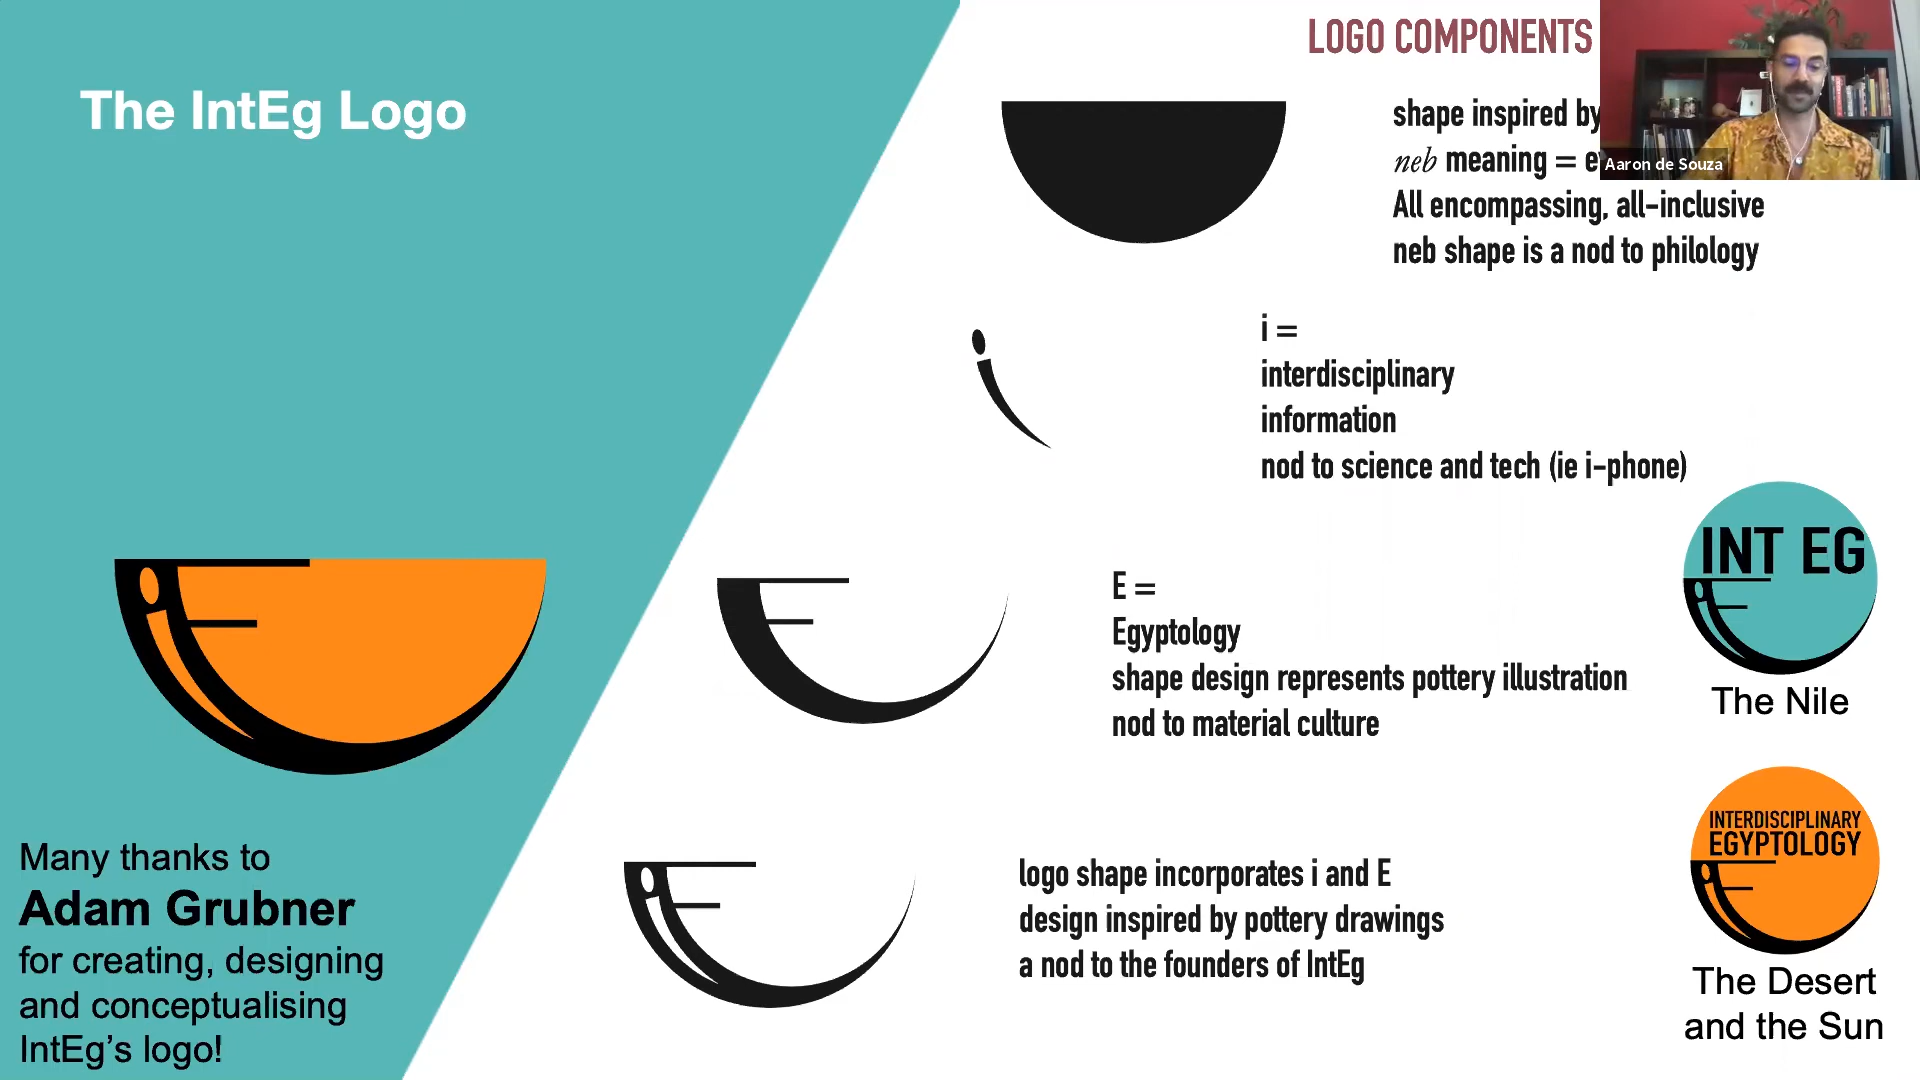 The IntEg Logo
LOGO COMPONENTS
shape inspired by
neb meaning =
All encompassing, all-inclusive
neb shape is a nod to philology
Aaron de Souza
i =
interdisciplinary
information
nod to science and tech (ie i-phone)
E =
Egyptology
shape design represents pottery illustration
nod to material culture
logo shape incorporates i and E
design inspired by pottery drawings
a nod to the founders of IntEg
INT EG
The Nile
INTERDISCIPLINARY
EGYPTOLOGY
The Desert
and the Sun
Many thanks to
Adam Grubner
for creating, designing
and conceptualising
IntEg's logo!